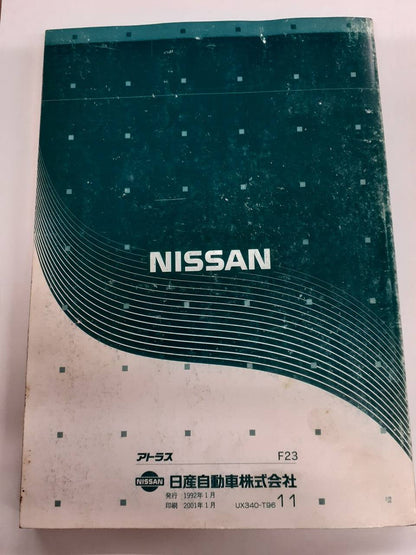 NISSAN
アトラス F23
NISSAN 日産自動車株式会社
発行 1992年1月
印刷 2001年1月 UX340-T96 11